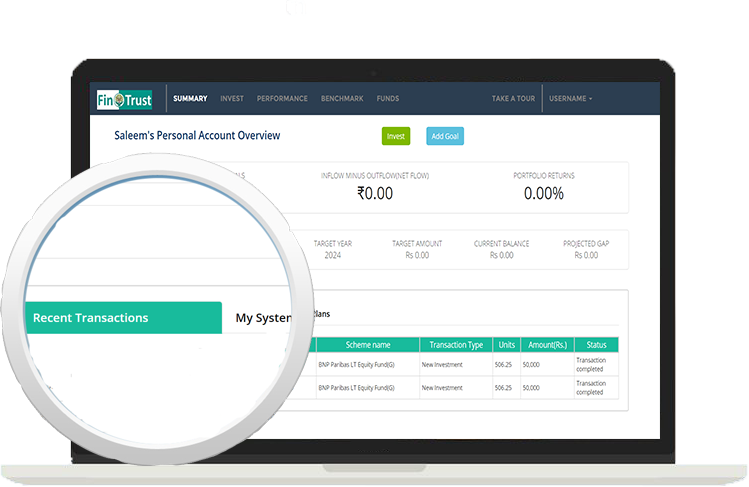 Fin Trust
SUMMARY INVEST PERFORMANCE BENCHMARK FUNDS TAKE A TOUR USERNAME
Saleem's Personal Account Overview Invest Add Goal
INFLOW MINUS OUTFLOW(NET FLOW) PORTFOLIO RETURNS
₹0.00 0.00%
TARGET YEAR TARGET AMOUNT CURRENT BALANCE PROJECTED GAP
2024 Rs 0.00 Rs 0.00 Rs 0.00
Recent Transactions My System lans
Scheme name Transaction Type Units Amount(Rs.) Status
BNP Paribas LT Equity Fund(G) New Investment 506.25 50,000 Transaction completed
BNP Paribas LT Equity Fund(G) New Investment 506.25 50,000 Transaction completed